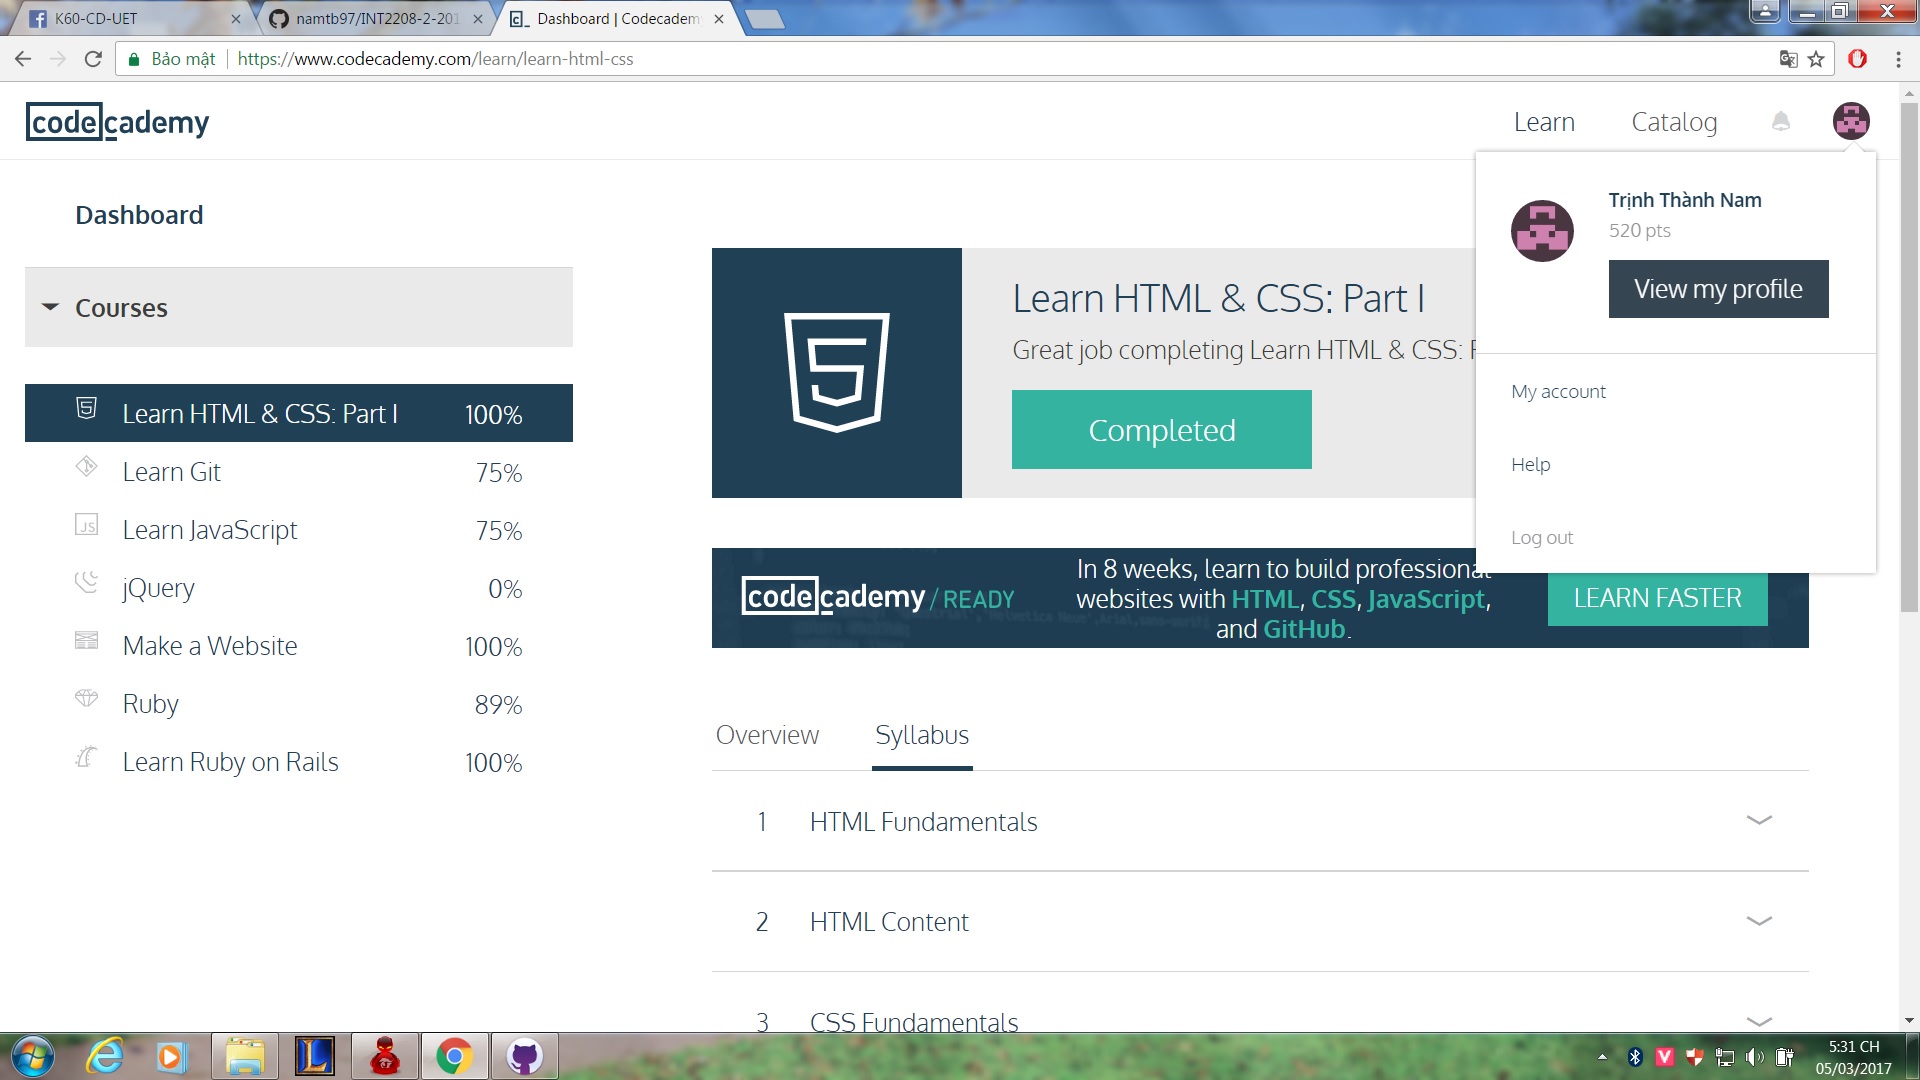 K60-CD-UET
namtb97/INT2208-2-201
Dashboard | Codecadem
Bảo mật
https://www.codecademy.com/learn/learn-html-css
codecademy
Learn
Catalog
Trịnh Thành Nam
520 pts
View my profile
My account
Help
Log out
Dashboard
Courses
Learn HTML & CSS: Part I 100%
Learn Git 75%
Learn JavaScript 75%
jQuery 0%
Make a Website 100%
Ruby 89%
Learn Ruby on Rails 100%
Learn HTML & CSS: Part I
Great job completing Learn HTML & CSS:
Completed
codecademy / READY
In 8 weeks, learn to build professional
websites with HTML, CSS, JavaScript,
and GitHub.
LEARN FASTER
Overview
Syllabus
1 HTML Fundamentals
2 HTML Content
3 CSS Fundamentals
5:31 CH
05/03/2017